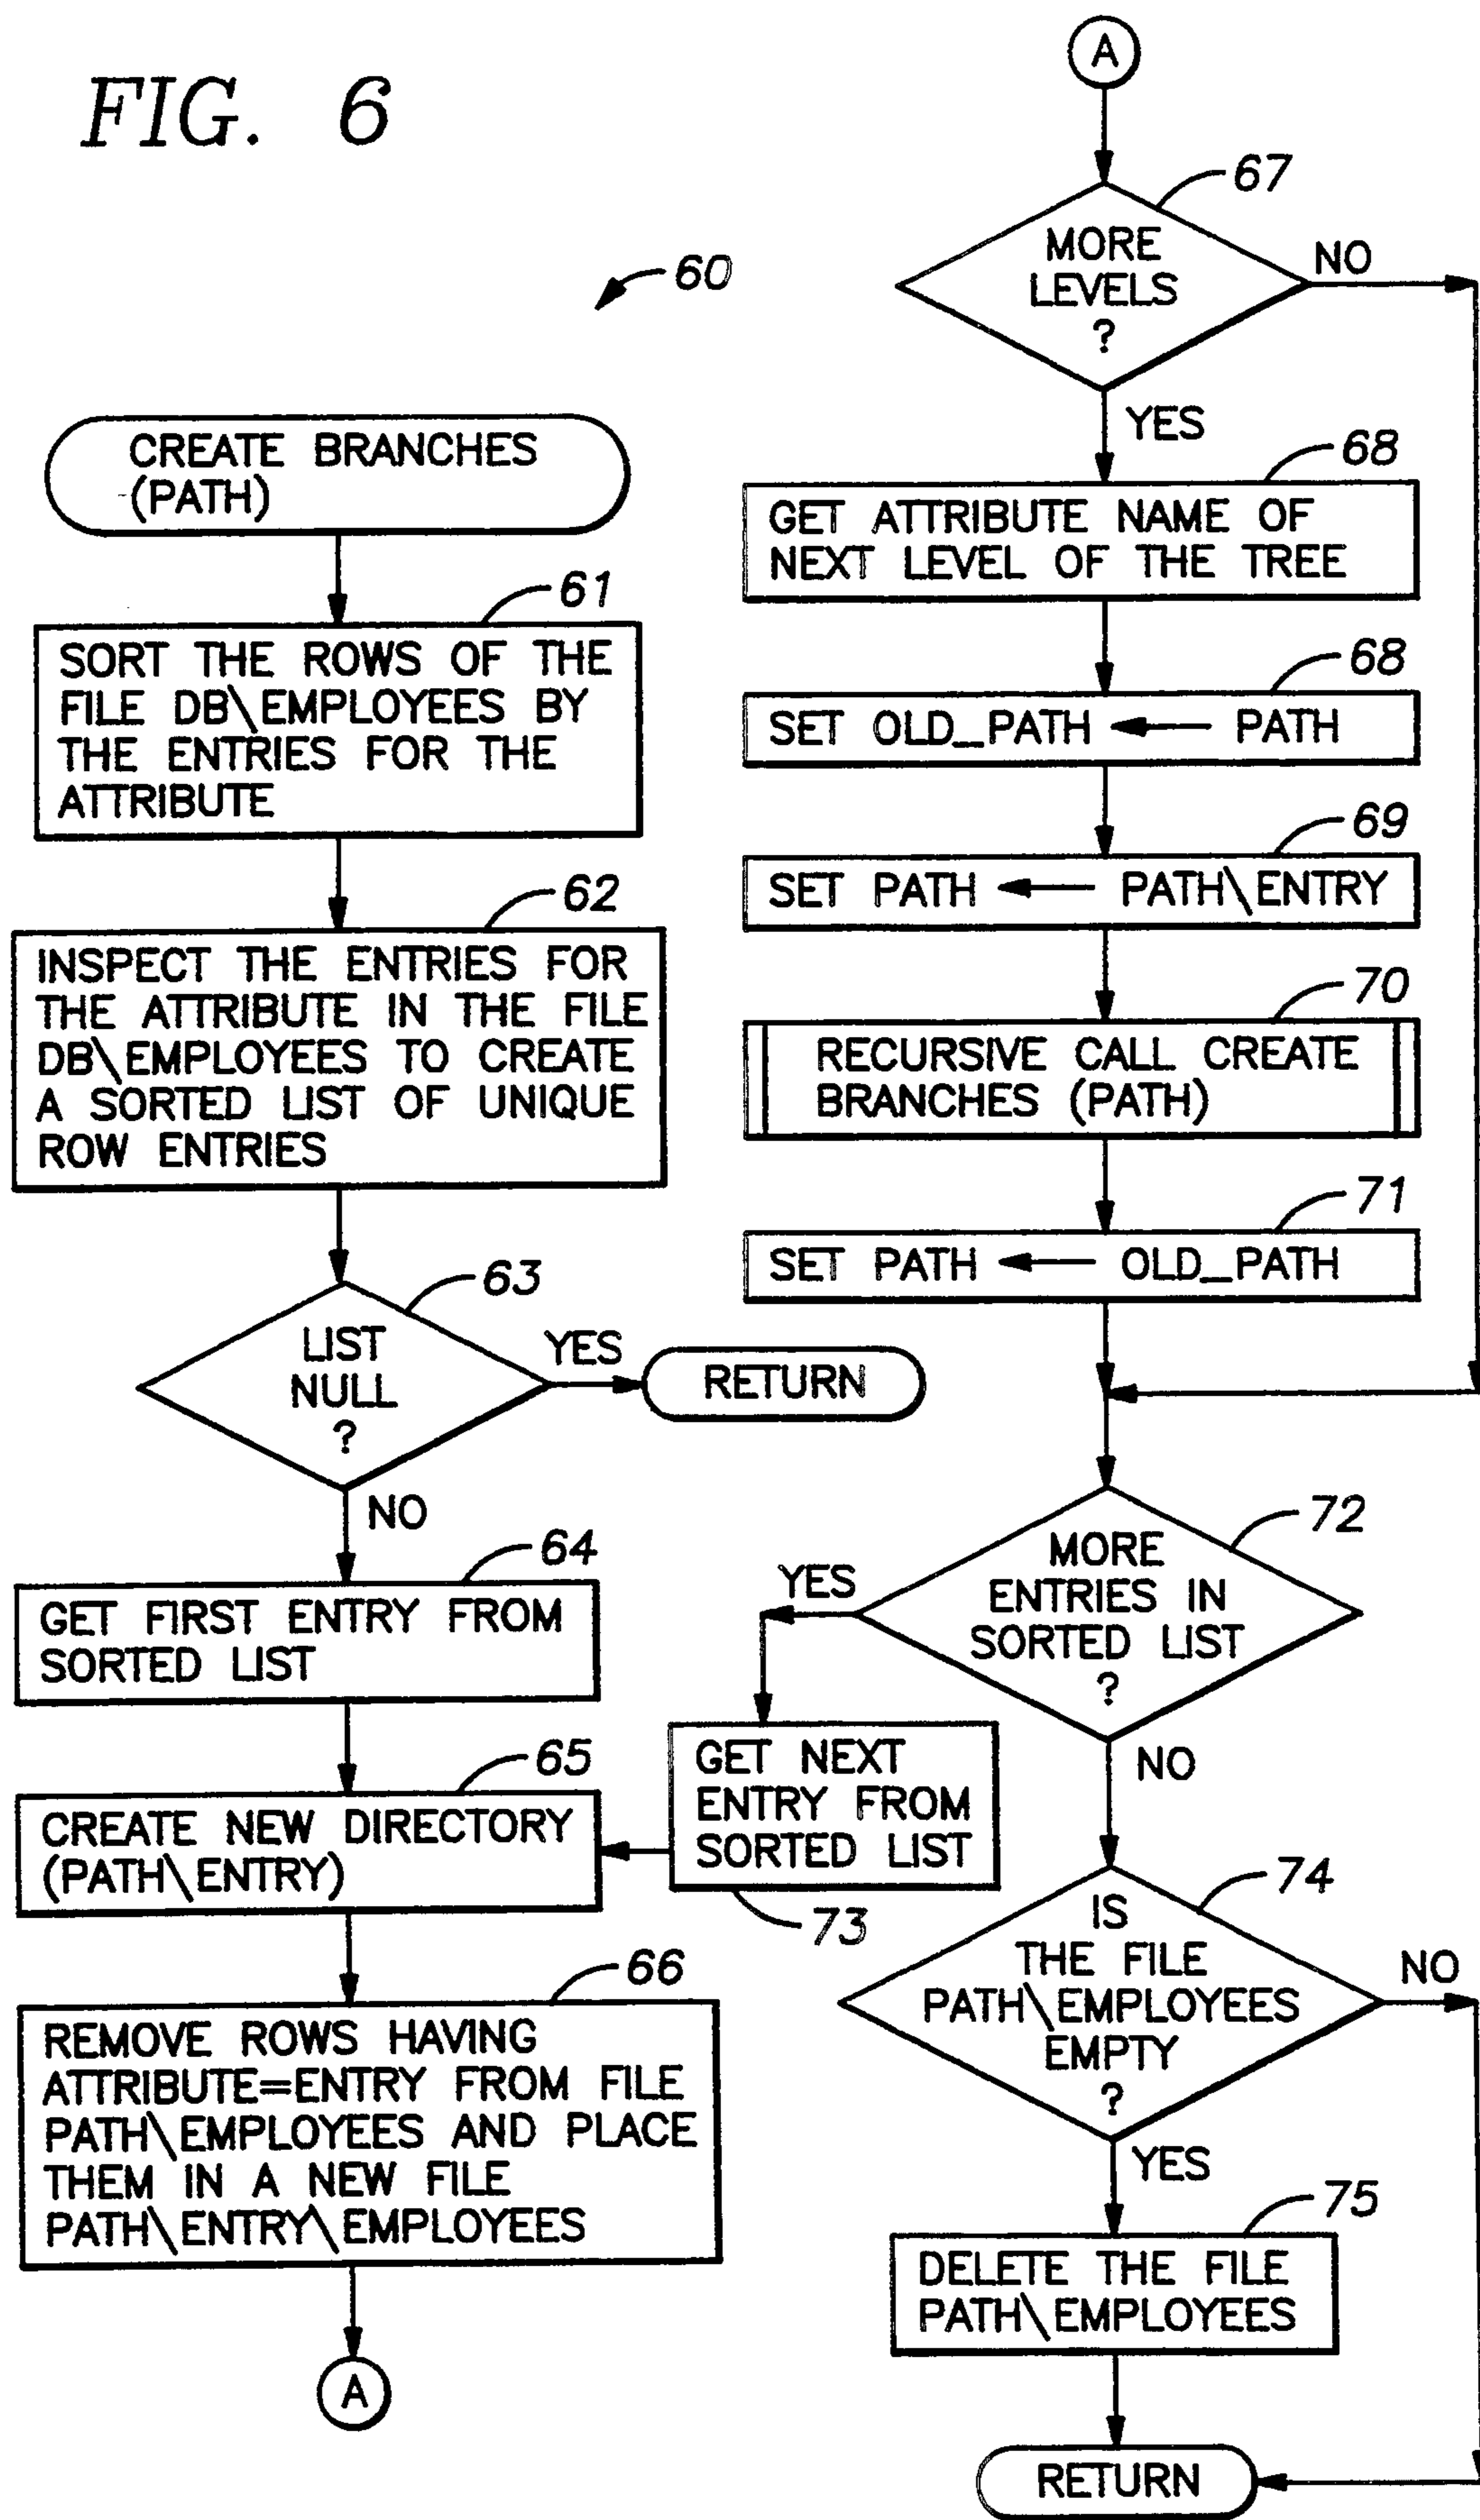 FIG. 6
60
CREATE BRANCHES
(PATH)
61
SORT THE ROWS OF THE
FILE DB\EMPLOYEES BY
THE ENTRIES FOR THE
ATTRIBUTE
62
INSPECT THE ENTRIES FOR
THE ATTRIBUTE IN THE FILE
DB\EMPLOYEES TO CREATE
A SORTED LIST OF UNIQUE
ROW ENTRIES
63
LIST
NULL
?
YES
RETURN
NO
64
GET FIRST ENTRY FROM
SORTED LIST
65
CREATE NEW DIRECTORY
(PATH\ENTRY)
66
REMOVE ROWS HAVING
ATTRIBUTE=ENTRY FROM FILE
PATH\EMPLOYEES AND PLACE
THEM IN A NEW FILE
PATH\ENTRY\EMPLOYEES
A
A
67
MORE
LEVELS
?
NO
YES
68
GET ATTRIBUTE NAME OF
NEXT LEVEL OF THE TREE
68
SET OLD_PATH ← PATH
69
SET PATH ← PATH\ENTRY
70
RECURSIVE CALL CREATE
BRANCHES (PATH)
71
SET PATH ← OLD_PATH
72
MORE
ENTRIES IN
SORTED LIST
?
YES
GET NEXT
ENTRY FROM
SORTED LIST
73
NO
74
IS
THE FILE
PATH\EMPLOYEES
EMPTY
?
NO
YES
75
DELETE THE FILE
PATH\EMPLOYEES
RETURN